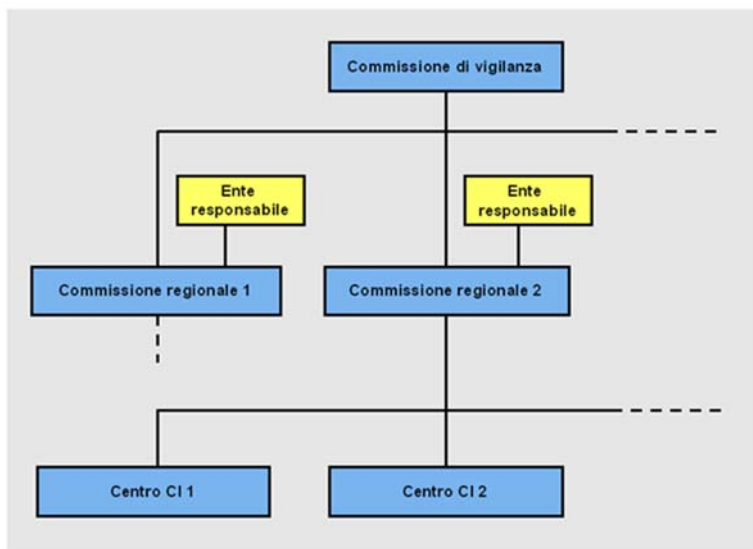 Commissione di vigilanza
Ente
responsabile
Ente
responsabile
Commissione regionale 1
Commissione regionale 2
Centro CI 1
Centro CI 2